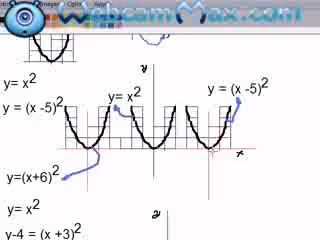 WebcamMax.com
y= x²
y = (x -5)²
y= x²
y = (x -5)²
x
y=(x+6)²
y= x²
y-4 = (x +3)²